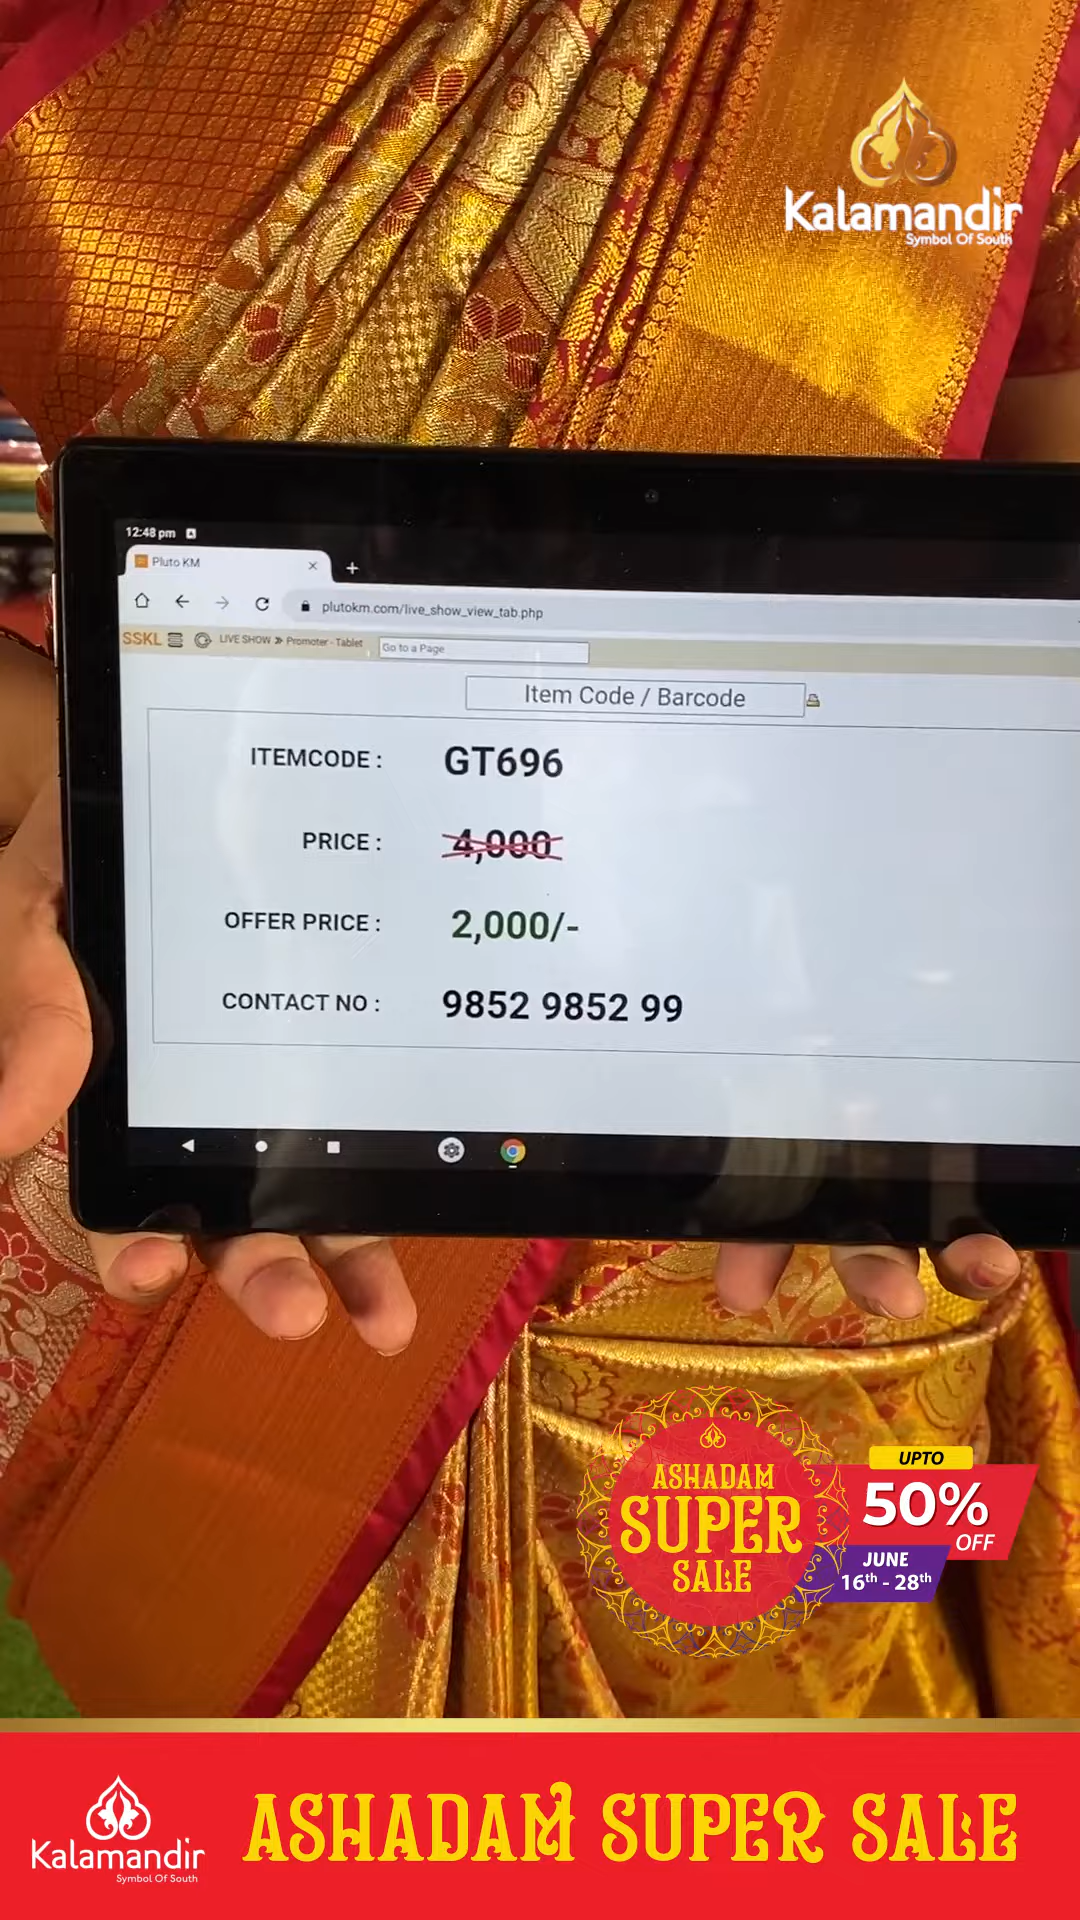 Kalamandir
Symbol Of South
12:48 pm
Pluto KM
plutokm.com/live_show_view_tab.php
SSKL LIVE SHOW Promoter - Tablet Go to a Page
Item Code / Barcode
ITEMCODE : GT696
PRICE : 4,000
OFFER PRICE : 2,000/-
CONTACT NO : 9852 9852 99
ASHADAM
SUPER
SALE
UPTO
50%
OFF
JUNE
16th - 28th
Kalamandir
Symbol Of South
ASHADAM SUPER SALE